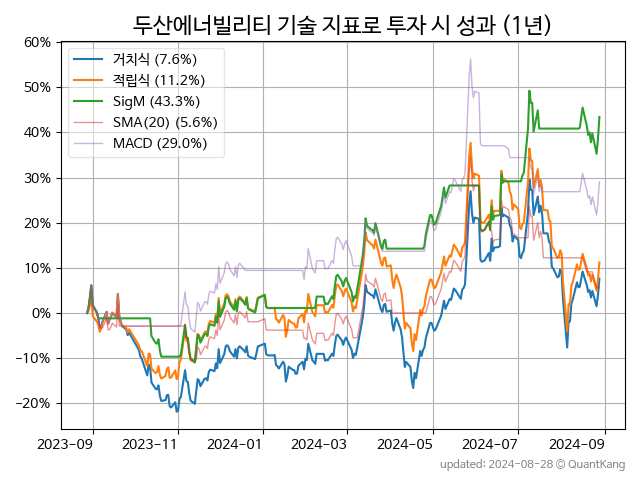 두산에너빌리티 기술 지표로 투자 시 성과 (1년)
60%
50%
40%
30%
20%
10%
0%
−10%
−20%
거치식 (7.6%)
적립식 (11.2%)
SigM (43.3%)
SMA(20) (5.6%)
MACD (29.0%)
2023-09 2023-11 2024-01 2024-03 2024-05 2024-07 2024-09
updated: 2024-08-28 © QuantKang